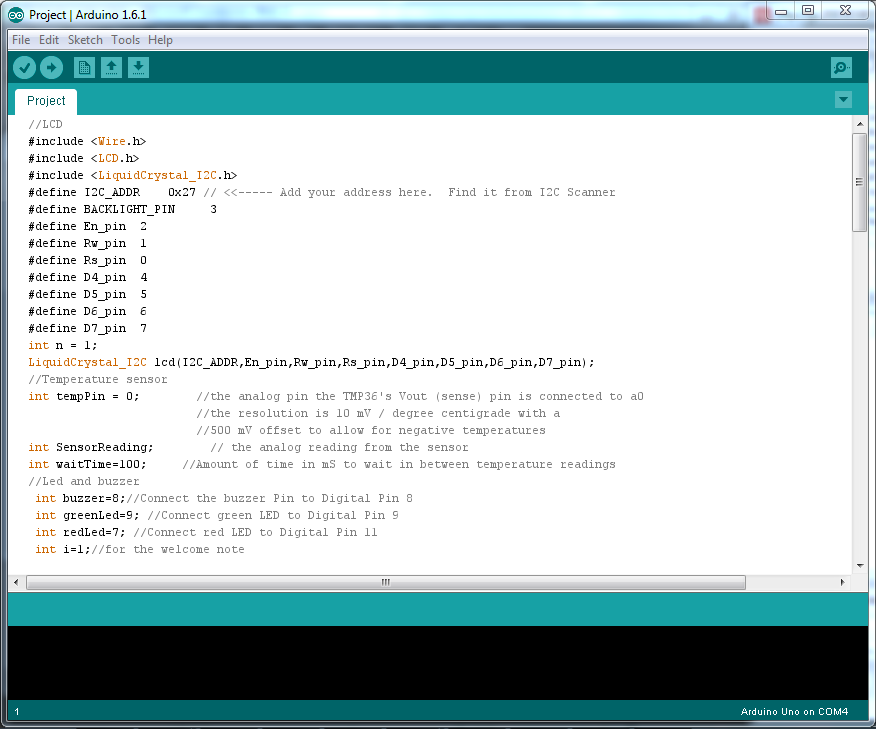 Project | Arduino 1.6.1
File Edit Sketch Tools Help
Project
//LCD
#include <Wire.h>
#include <LCD.h>
#include <LiquidCrystal_I2C.h>
#define I2C_ADDR    0x27 // <<----- Add your address here.  Find it from I2C Scanner
#define BACKLIGHT_PIN     3
#define En_pin  2
#define Rw_pin  1
#define Rs_pin  0
#define D4_pin  4
#define D5_pin  5
#define D6_pin  6
#define D7_pin  7
int n = 1;
LiquidCrystal_I2C lcd(I2C_ADDR,En_pin,Rw_pin,Rs_pin,D4_pin,D5_pin,D6_pin,D7_pin);
//Temperature sensor
int tempPin = 0;        //the analog pin the TMP36's Vout (sense) pin is connected to a0
                        //the resolution is 10 mV / degree centigrade with a
                        //500 mV offset to allow for negative temperatures
int SensorReading;        // the analog reading from the sensor
int waitTime=100;     //Amount of time in mS to wait in between temperature readings
//Led and buzzer
 int buzzer=8;//Connect the buzzer Pin to Digital Pin 8
 int greenLed=9; //Connect green LED to Digital Pin 9
 int redLed=7; //Connect red LED to Digital Pin 11
 int i=1;//for the welcome note
1
Arduino Uno on COM4